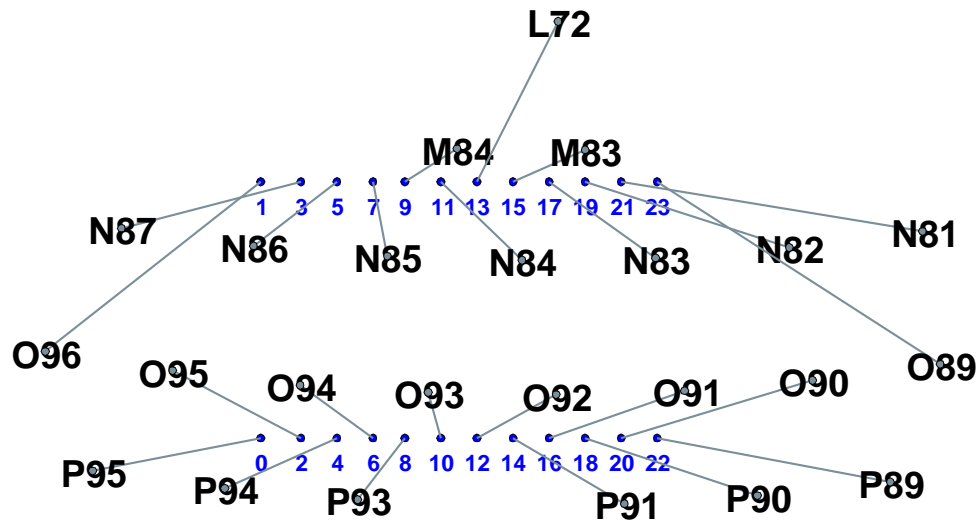 L72
M84 M83
1 3 5 7 9 11 13 15 17 19 21 23
N87 N86 N85 N84 N83 N82 N81
O96 O95 O94 O93 O92 O91 O90 O89
0 2 4 6 8 10 12 14 16 18 20 22
P95 P94 P93 P91 P90 P89